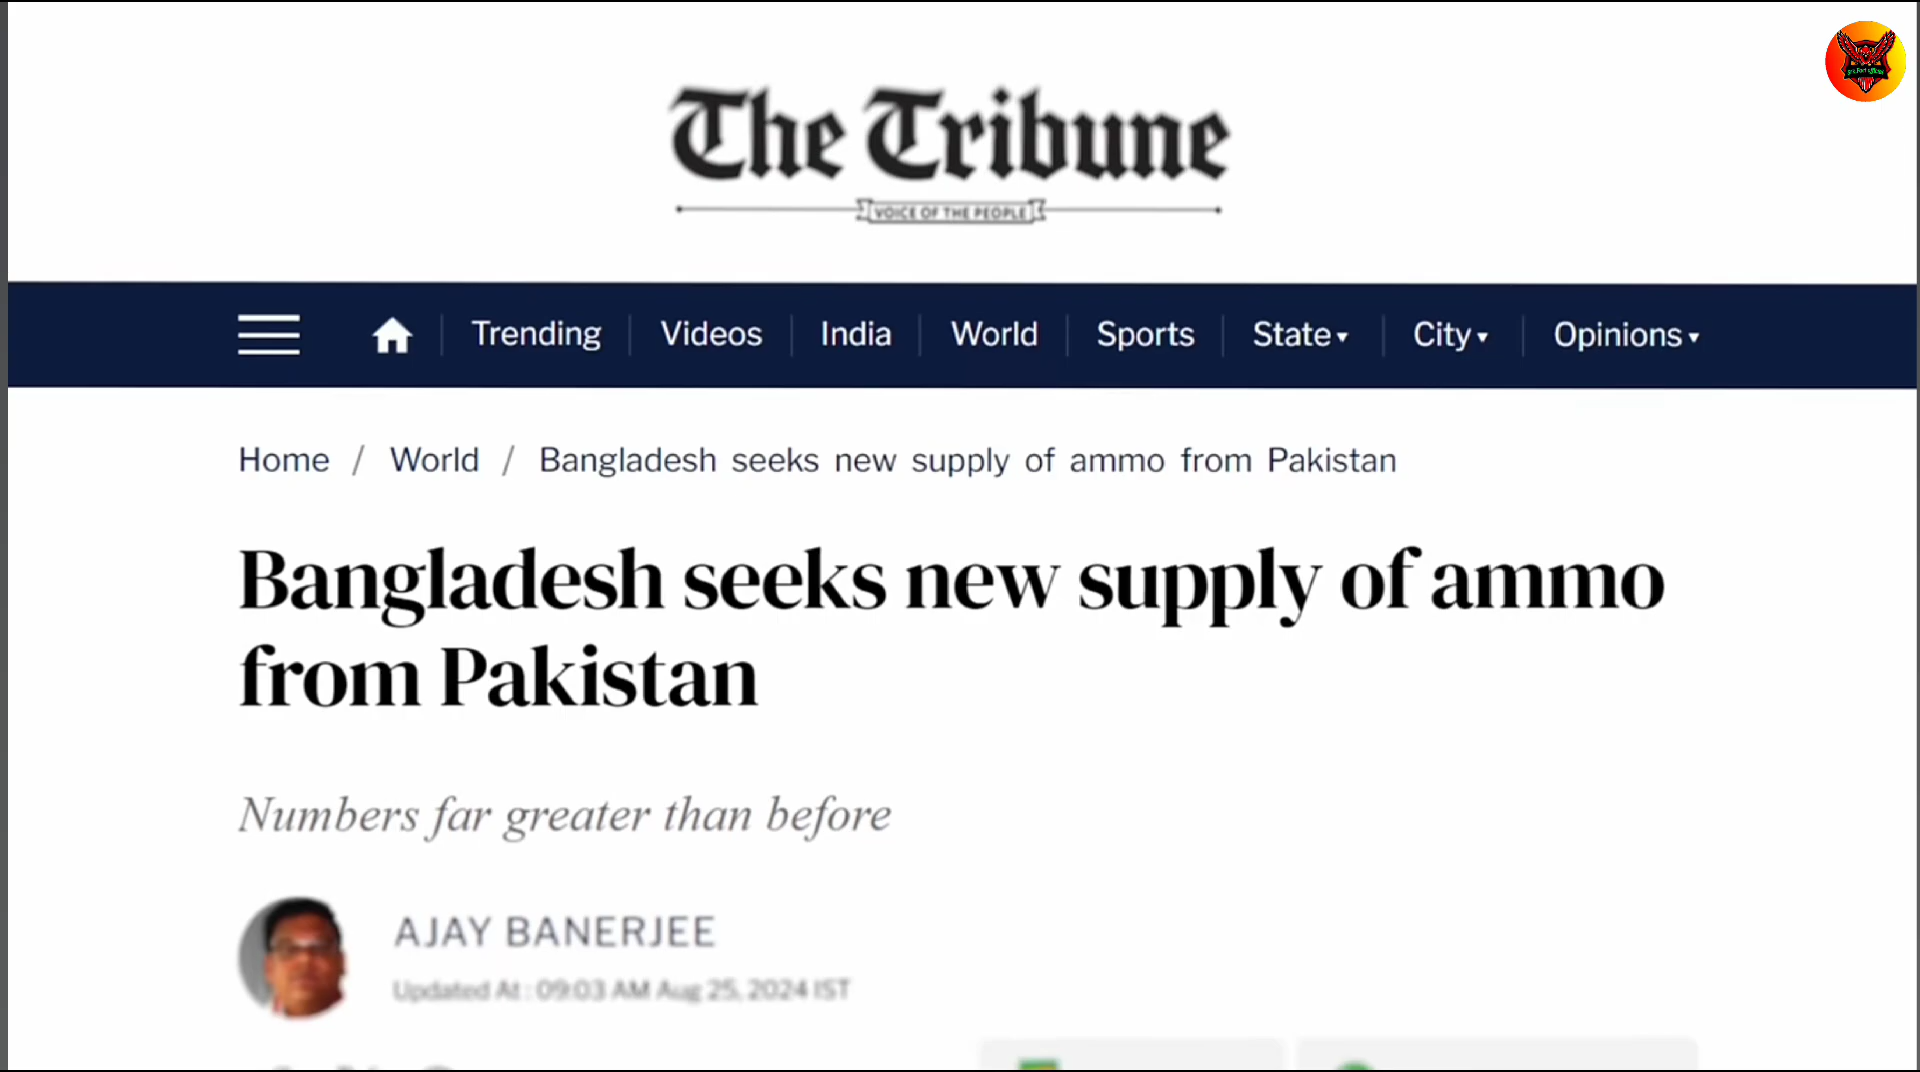 The Tribune
VOICE OF THE PEOPLE
Trending Videos India World Sports State▾ City▾ Opinions▾
Home / World / Bangladesh seeks new supply of ammo from Pakistan
Bangladesh seeks new supply of ammo
from Pakistan
Numbers far greater than before
AJAY BANERJEE
Updated At : 09:03 AM Aug 25, 2024 IST